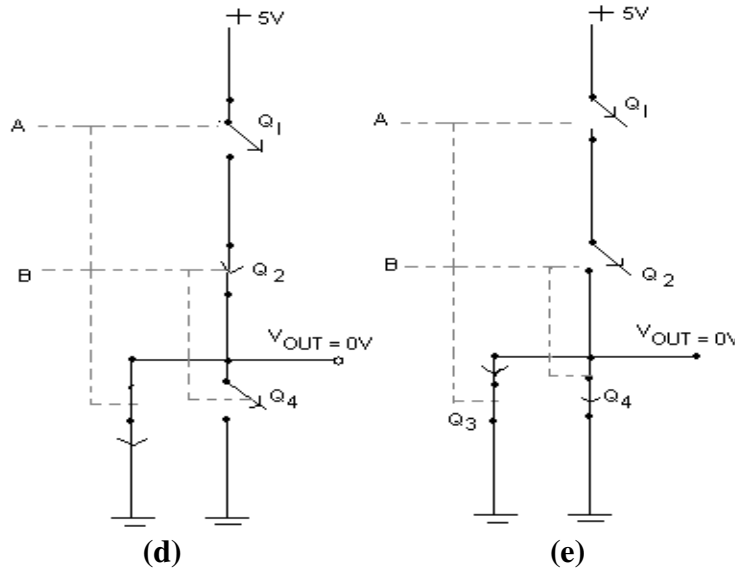 + 5V
A
Q1
B
Q2
VOUT = 0V
Q4
(d)
+ 5V
A
Q1
B
Q2
VOUT = 0V
Q3
Q4
(e)